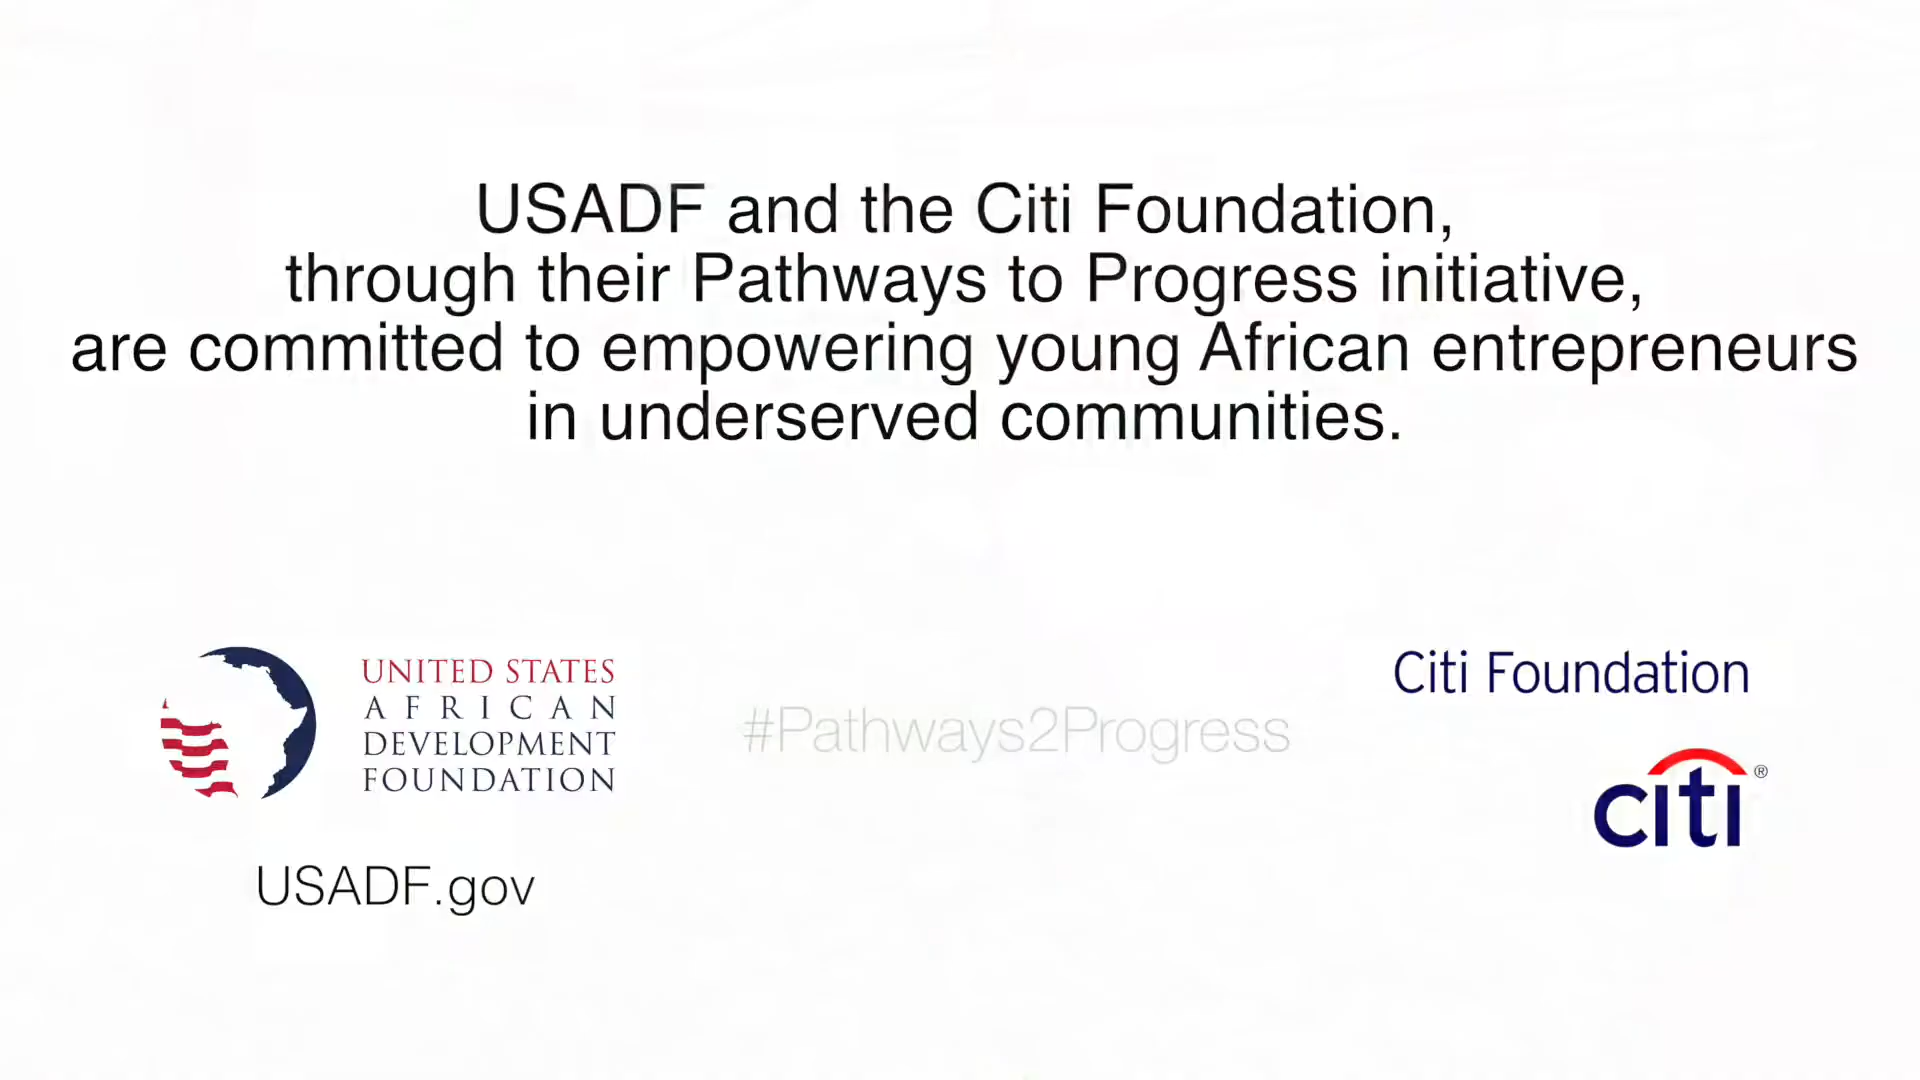 USADF and the Citi Foundation,
through their Pathways to Progress initiative,
are committed to empowering young African entrepreneurs
in underserved communities.
UNITED STATES
AFRICAN
DEVELOPMENT
FOUNDATION
USADF.gov
#Pathways2Progress
Citi Foundation
citi®